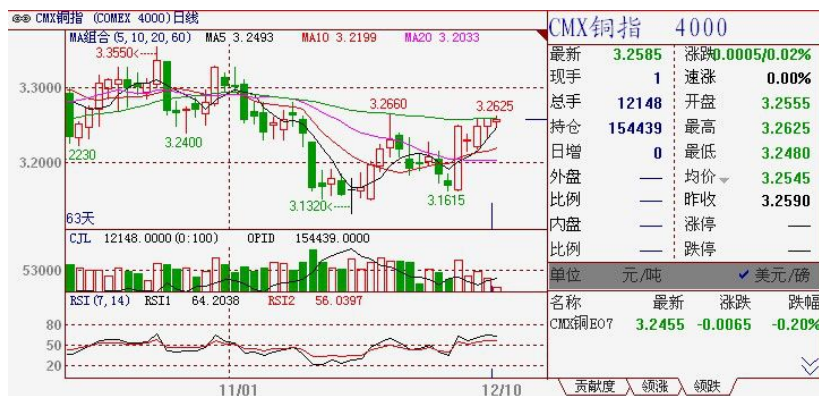 CMX铜指 (COMEX 4000)日线
MA组合(5,10,20,60) MA5 3.2493 MA10 3.2199 MA20 3.2033
3.3550
3.3000
3.2660
3.2625
2230
3.2400
3.2000
3.1320
3.1615
63天
CJL 12148.0000(0:100) OPID 154439.0000
53000
RSI(7,14) RSI1 64.2038 RSI2 56.0397
80
50
20
11/01
12/10
CMX铜指 4000
最新 3.2585 涨跌0.0005/0.02%
现手 1 速涨 0.00%
总手 12148 开盘 3.2555
持仓 154439 最高 3.2625
日增 0 最低 3.2480
外盘 — 均价 3.2545
比例 — 昨收 3.2590
内盘 — 涨停 —
比例 — 跌停 —
单位 元/吨 ✔美元/磅
名称 最新 涨跌 跌幅
CMX铜E07 3.2455 -0.0065 -0.20%
贡献度 领涨 领跌